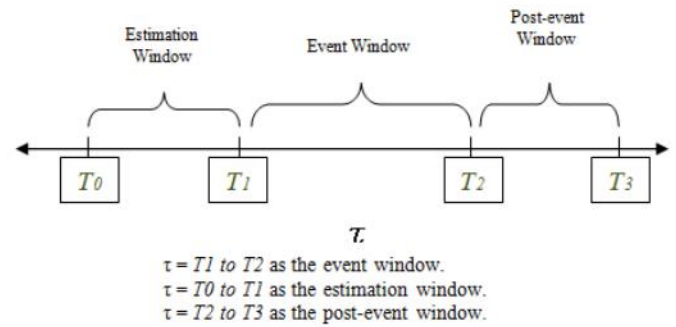 Estimation
Window
Event Window
Post-event
Window
T0
T1
T2
T3
τ.
τ = T1 to T2 as the event window.
τ = T0 to T1 as the estimation window.
τ = T2 to T3 as the post-event window.